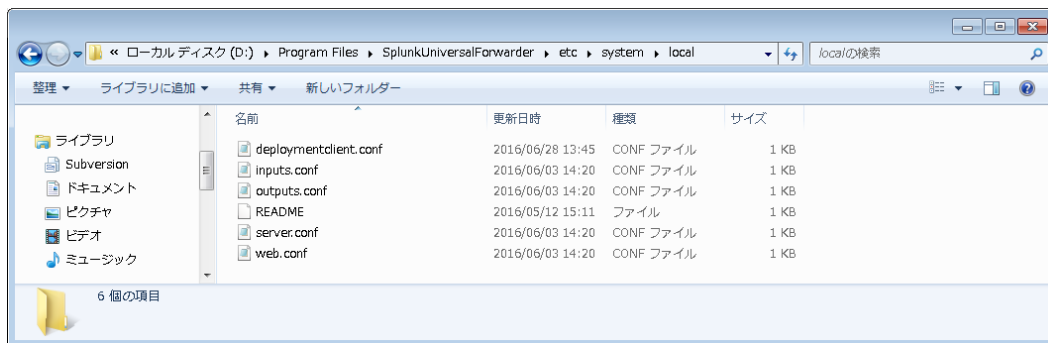 « ローカル ディスク (D:) ▸ Program Files ▸ SplunkUniversalForwarder ▸ etc ▸ system ▸ local
localの検索
整理 ライブラリに追加 共有 新しいフォルダー
名前 更新日時 種類 サイズ
ライブラリ
Subversion
ドキュメント
ピクチャ
ビデオ
ミュージック
deploymentclient.conf 2016/06/28 13:45 CONF ファイル 1 KB
inputs.conf 2016/06/03 14:20 CONF ファイル 1 KB
outputs.conf 2016/06/03 14:20 CONF ファイル 1 KB
README 2016/05/12 15:11 ファイル 1 KB
server.conf 2016/06/03 14:20 CONF ファイル 1 KB
web.conf 2016/06/03 14:20 CONF ファイル 1 KB
6 個の項目